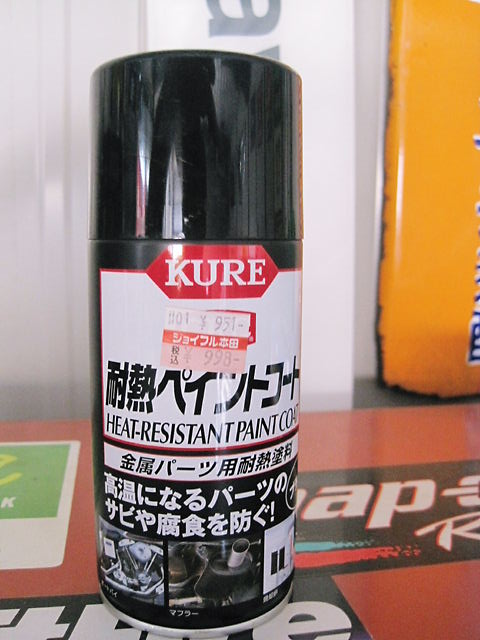 KURE
1101 ¥ 951-
ジョイフル本田
税込 ¥ 998-
耐熱ペイントコート
HEAT-RESISTANT PAINT COAT
金属パーツ用耐熱塗料
高温になるパーツの
サビや腐食を防ぐ!
マフラー
K